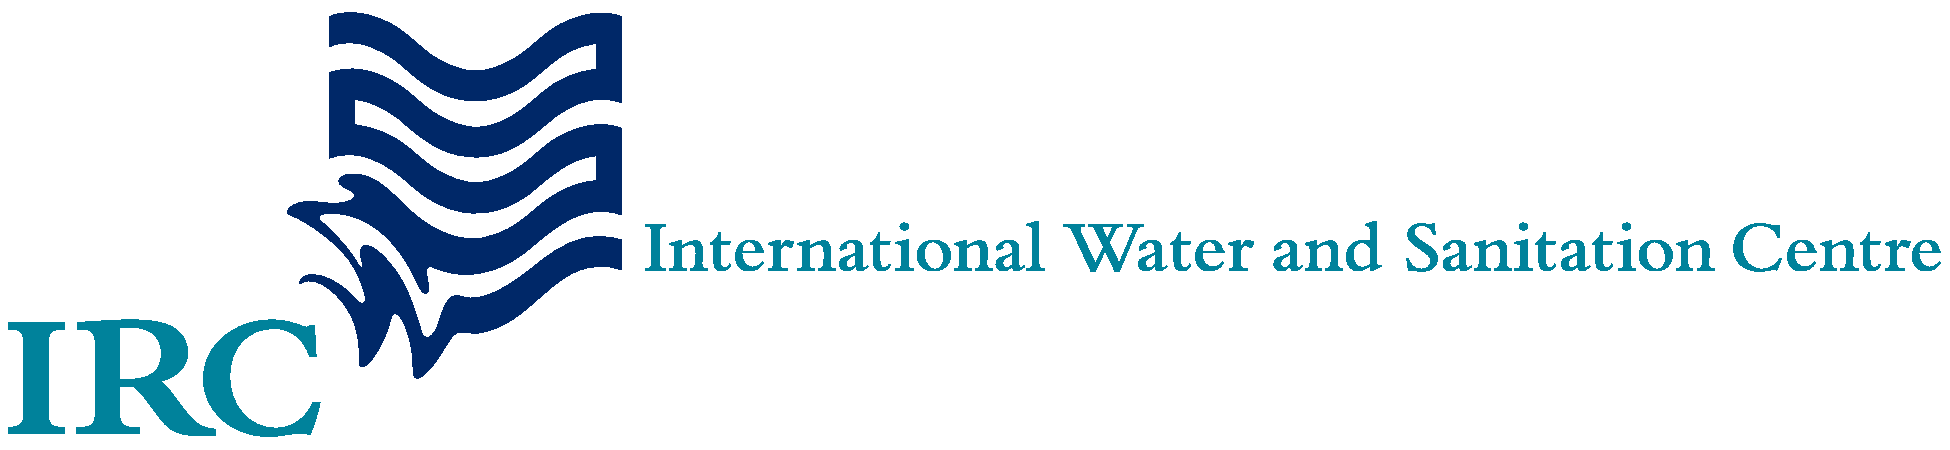 International Water and Sanitation Centre
IRC